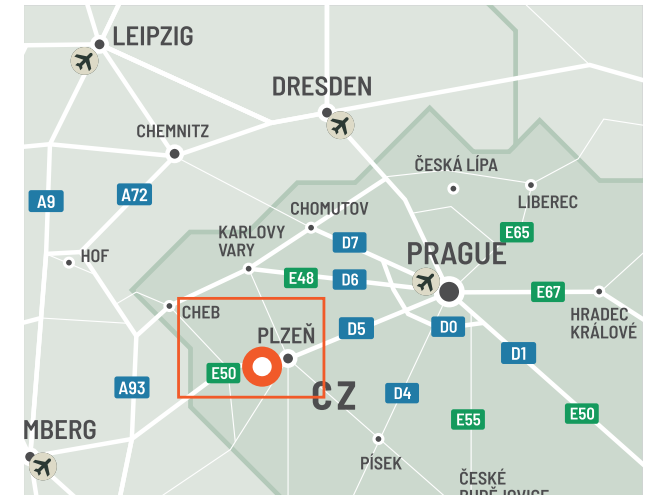 LEIPZIG
DRESDEN
CHEMNITZ
ČESKÁ LÍPA
A9
A72
LIBEREC
CHOMUTOV
KARLOVY
VARY
E65
D7
PRAGUE
HOF
E48
D6
E67
CHEB
HRADEC
KRÁLOVÉ
PLZEŇ
D5
D0
D1
E50
A93
CZ
D4
E55
E50
MBERG
PÍSEK
ČESKÉ